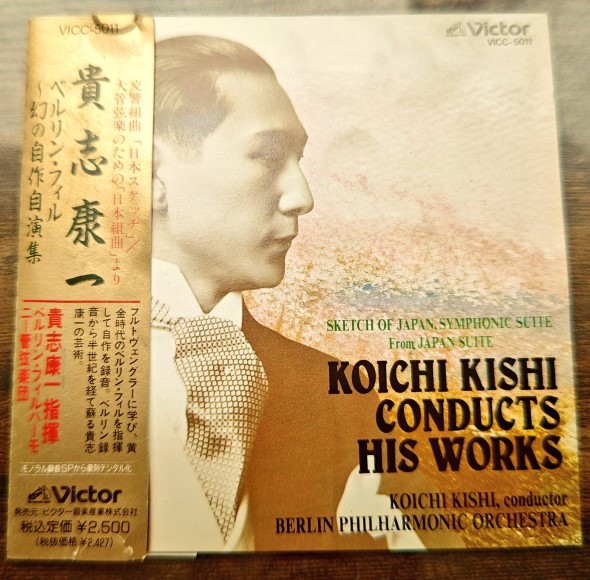 VICC-5011
交響組曲「日本スケッチ」/
大管弦楽のための「日本組曲」より
貴志康一
ベルリン・フィル
〜幻の自作自演集
フルトヴェングラーに学び、黄
金時代のベルリン・フィルを指揮
して自作を録音。ベルリン録
音から半世紀を経て蘇る貴志
康一の芸術。
貴志康一指揮
ベルリン・フィルハーモ
ニー管弦楽団
モノラル録音SPから復刻デジタル化
Victor
発売元:ビクター音楽産業株式会社
税込定価 ¥2,500
(税抜価格 ¥2,427)
Victor
VICC-5011
SKETCH OF JAPAN, SYMPHONIC SUITE
From JAPAN SUITE
KOICHI KISHI
CONDUCTS
HIS WORKS
KOICHI KISHI, conductor
BERLIN PHILHARMONIC ORCHESTRA